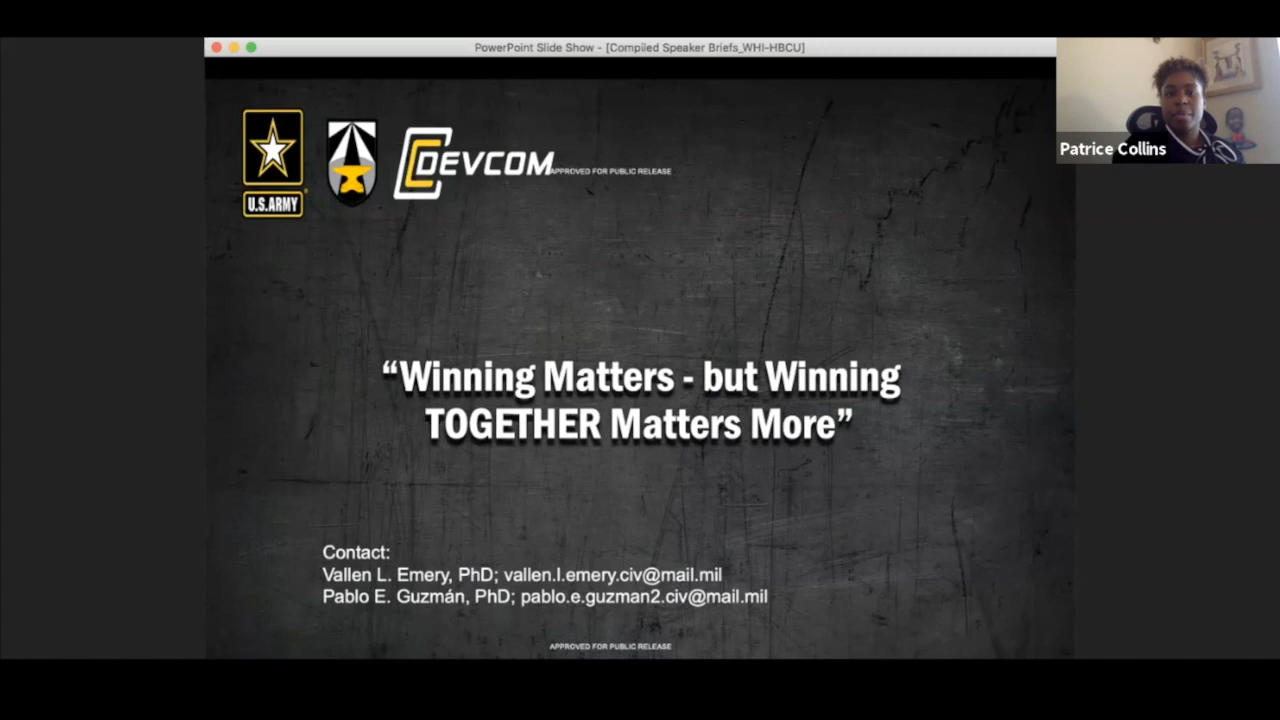 PowerPoint Slide Show - [Compiled Speaker Briefs_WHI-HBCU]
Patrice Collins
U.S.ARMY
DEVCOM
APPROVED FOR PUBLIC RELEASE
“Winning Matters - but Winning
TOGETHER Matters More”
Contact:
Vallen L. Emery, PhD; vallen.l.emery.civ@mail.mil
Pablo E. Guzmán, PhD; pablo.e.guzman2.civ@mail.mil
APPROVED FOR PUBLIC RELEASE